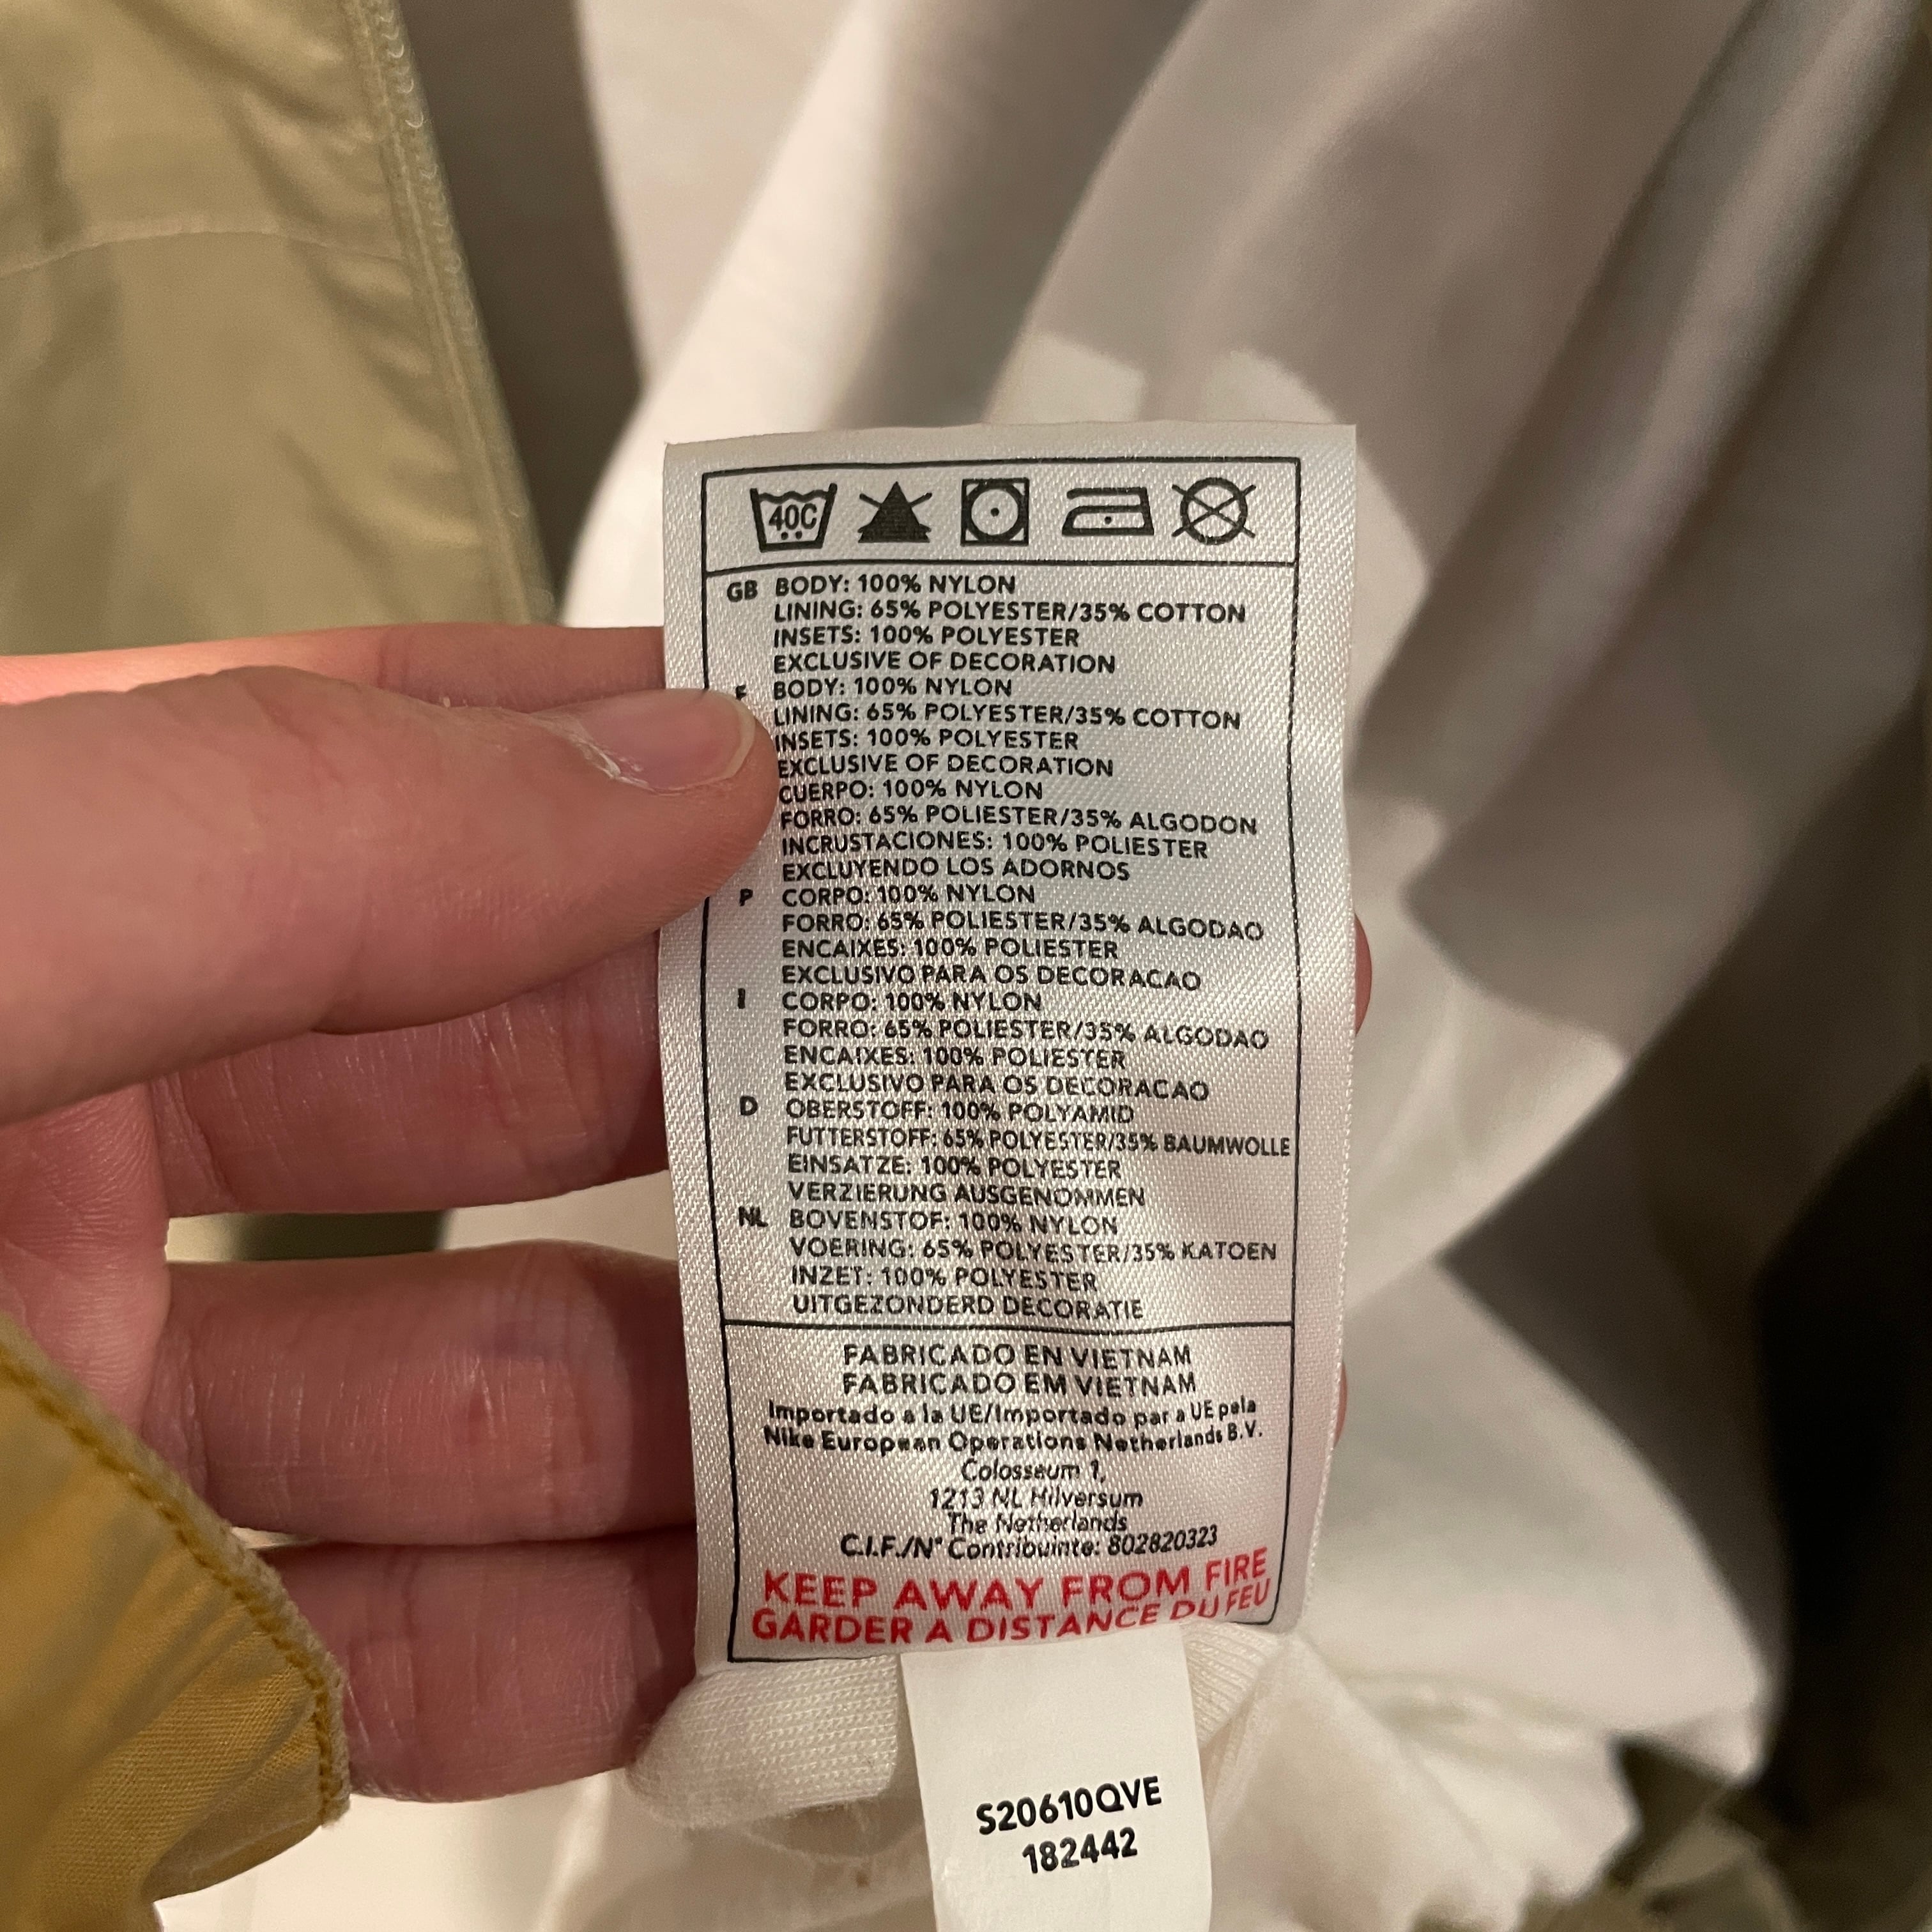 40C
GB BODY: 100% NYLON
LINING: 65% POLYESTER/35% COTTON
INSETS: 100% POLYESTER
EXCLUSIVE OF DECORATION
F BODY: 100% NYLON
LINING: 65% POLYESTER/35% COTTON
INSETS: 100% POLYESTER
EXCLUSIVE OF DECORATION
CUERPO: 100% NYLON
FORRO: 65% POLIESTER/35% ALGODON
INCRUSTACIONES: 100% POLIESTER
EXCLUYENDO LOS ADORNOS
P CORPO: 100% NYLON
FORRO: 65% POLIESTER/35% ALGODAO
ENCAIXES: 100% POLIESTER
EXCLUSIVO PARA OS DECORACAO
I CORPO: 100% NYLON
FORRO: 65% POLIESTER/35% ALGODAO
ENCAIXES: 100% POLIESTER
EXCLUSIVO PARA OS DECORACAO
D OBERSTOFF: 100% POLYAMID
FUTTERSTOFF: 65% POLYESTER/35% BAUMWOLLE
EINSATZE: 100% POLYESTER
VERZIERUNG AUSGENOMMEN
NL BOVENSTOF: 100% NYLON
VOERING: 65% POLYESTER/35% KATOEN
INZET: 100% POLYESTER
UITGEZONDERD DECORATIE
FABRICADO EN VIETNAM
FABRICADO EM VIETNAM
Importado a la UE/Importado par a UE pela
Nike European Operations Netherlands B.V.
Colosseum 1,
1213 NL Hilversum
The Netherlands
C.I.F./N° Contribuinte: 802820323
KEEP AWAY FROM FIRE
GARDER A DISTANCE DU FEU
S20610QVE
182442